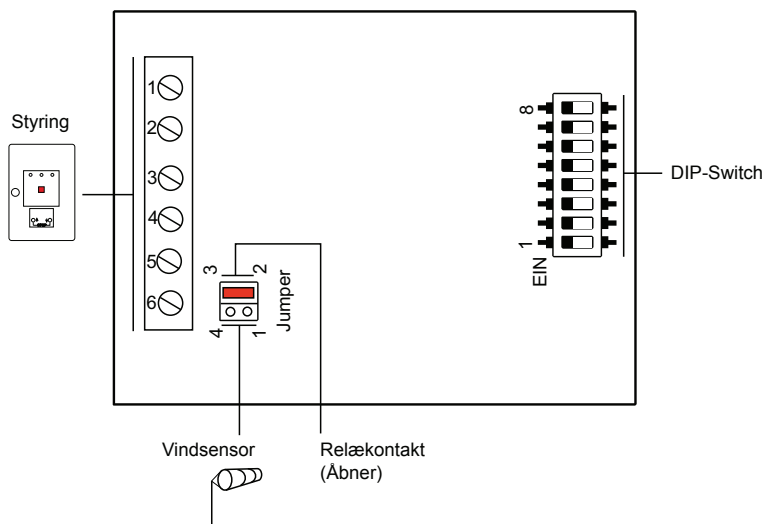 Styring
1
2
3
4
5
6
3
2
4
1
Jumper
8
1
EIN
DIP-Switch
Vindsensor
Relækontakt
(Åbner)